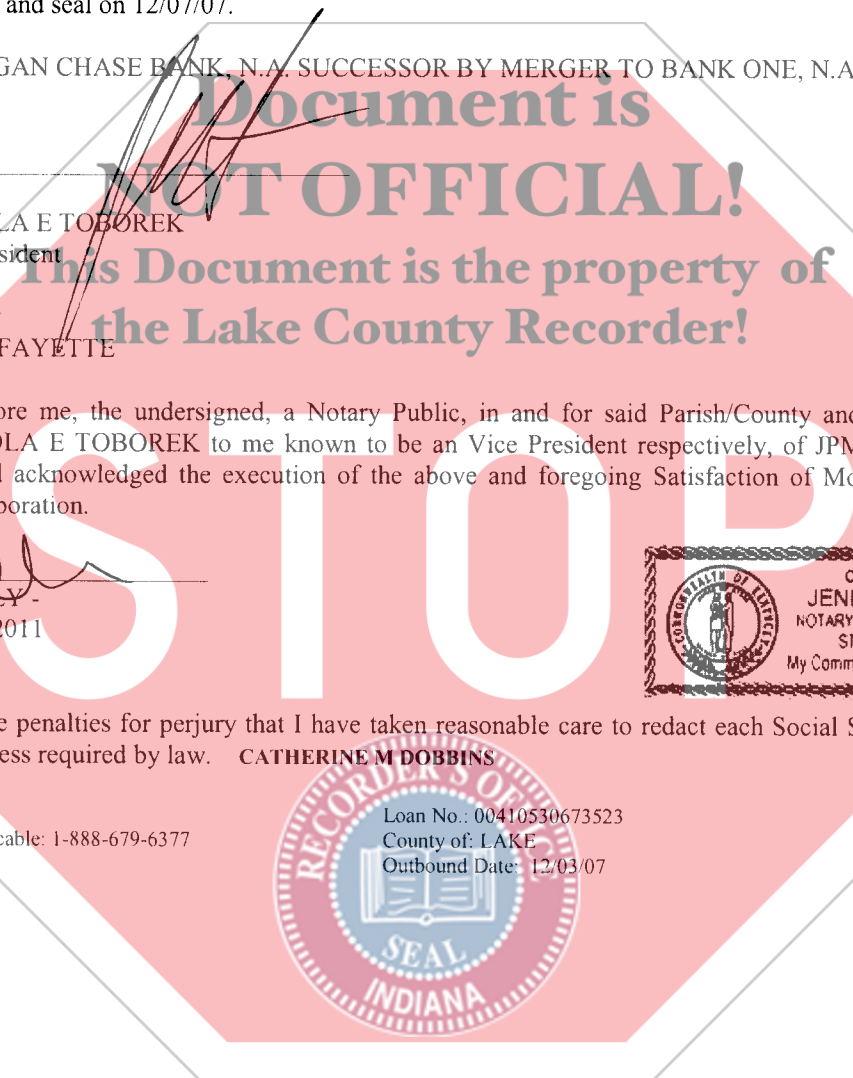 and seal on 12/07/07.
GAN CHASE BANK, N.A. SUCCESSOR BY MERGER TO BANK ONE, N.A
Document is
NOT OFFICIAL!
LA E TOBOREK
sident
This Document is the property of
the Lake County Recorder!
FAYETTE
ore me, the undersigned, a Notary Public, in and for said Parish/County and
OLA E TOBOREK to me known to be an Vice President respectively, of JPM
l acknowledged the execution of the above and foregoing Satisfaction of Mo
poration.
STOP
EY -
2011
COMMONWEALTH OF KENTUCKY
JENI
NOTARY
ST
My Comm
e penalties for perjury that I have taken reasonable care to redact each Social S
ess required by law. CATHERINE M DOBBINS
Loan No.: 00410530673523
cable: 1-888-679-6377
County of: LAKE
Outbound Date: 12/03/07
RECORDER'S OFFICE
SEAL
INDIANA